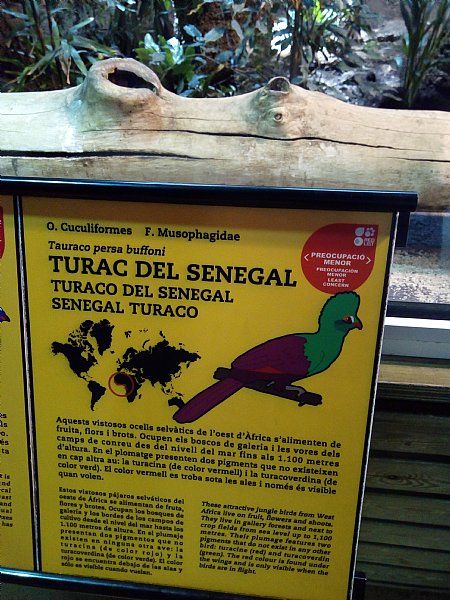 O. Cuculiformes F. Musophagidae
Tauraco persa buffoni
TURAC DEL SENEGAL
TURACO DEL SENEGAL
SENEGAL TURACO
PREOCUPACIÓ
MENOR
PREOCUPACIÓN
MENOR
LEAST
CONCERN
Aquests vistosos ocells selvàtics de l'oest d'Àfrica s'alimenten de
fruita, flors i brots. Ocupen els boscos de galeria i les vores dels
camps de conreu des del nivell del mar fins als 1.100 metres
d'altura. En el plomatge presenten dos pigments que no existeixen
en cap altra au: la turacina (de color vermell) i la turacoverdina (de
color verd). El color vermell es troba sota les ales i només és visible
quan volen.
Estos vistosos pájaros selváticos del
oeste de África se alimentan de fruta,
flores y brotes. Ocupan los bosques de
galería y los bordes de los campos de
cultivo desde el nivel del mar hasta los
1.100 metros de altura. En el plumaje
presentan dos pigmentos que no
existen en ninguna otra ave: la
turacina (de color rojo) y la
turacoverdina (de color verde). El color
rojo se encuentra debajo de las alas y
sólo es visible cuando vuelan.
These attractive jungle birds from West
Africa live on fruit, flowers and shoots.
They live in gallery forests and next to
crop fields from sea level up to 1,100
metres. Their plumage features two
pigments that do not exist in any other
bird: turacine (red) and turacoverdin
(green). The red colour is found under
the wings and is only visible when the
birds are in flight.